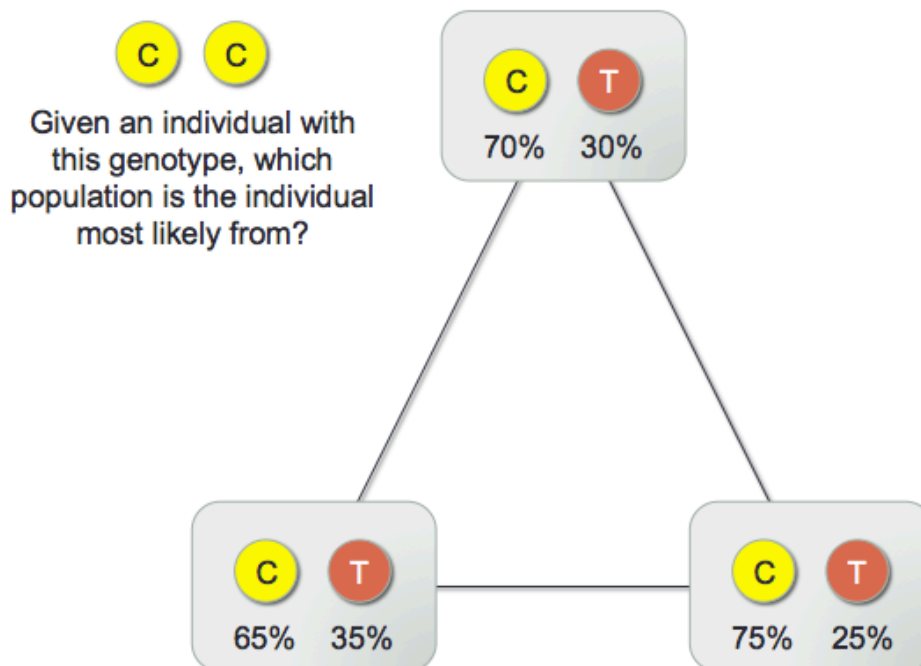 C C
Given an individual with
this genotype, which
population is the individual
most likely from?
C T
70% 30%
C T
65% 35%
C T
75% 25%